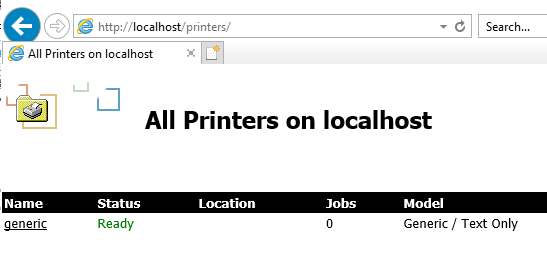 http://localhost/printers/
Search...
All Printers on localhost
All Printers on localhost
Name Status Location Jobs Model
generic Ready 0 Generic / Text Only